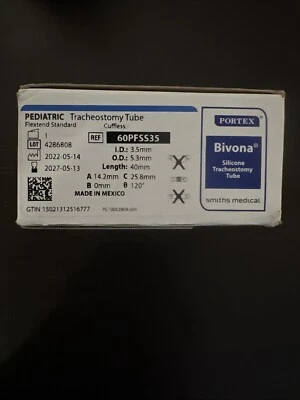 PEDIATRIC Tracheostomy Tube
Flextend Standard Cuffless
1
REF 60PFSS35
LOT 4286808
2022-05-14
2027-05-13
I.D.: 3.5mm
O.D.: 5.3mm
Length: 40mm
A 14.2mm C 25.8mm
B 0mm θ 120°
MADE IN MEXICO
GTIN 15021312516777
PORTEX®
Bivona®
Silicone
Tracheostomy
Tube
smiths medical